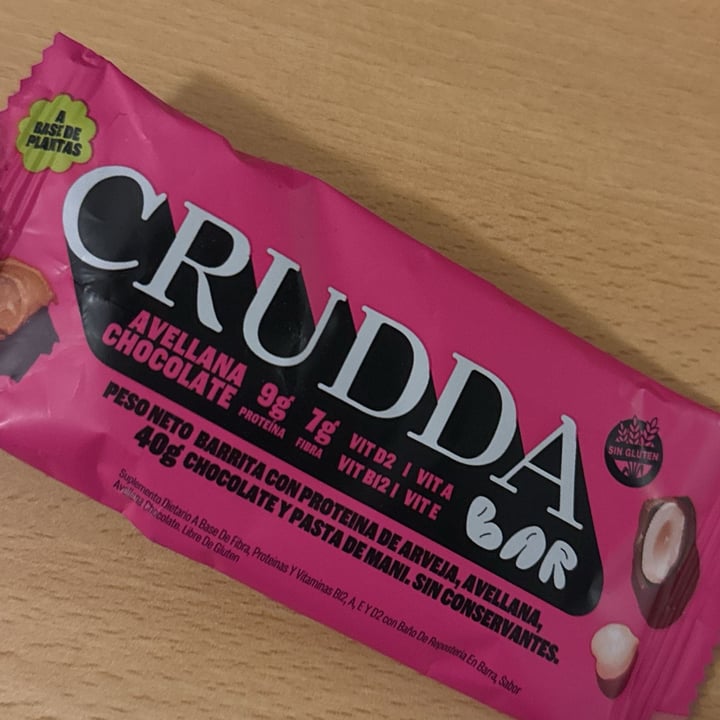 A
BASE DE
PLANTAS
CRUDDA
BAR
AVELLANA
CHOCOLATE
9g
PROTEÍNA
7g
FIBRA
VIT D2 | VIT A
VIT B12 | VIT E
SIN GLUTEN
PESO NETO
40g
BARRITA CON PROTEINA DE ARVEJA, AVELLANA,
CHOCOLATE Y PASTA DE MANI. SIN CONSERVANTES.
Suplemento Dietario A Base De Fibra, Proteinas Y Vitaminas B12, A, E Y D2 con Baño De Reposteria En Barra, Sabor
Avellana Chocolate. Libre De Gluten